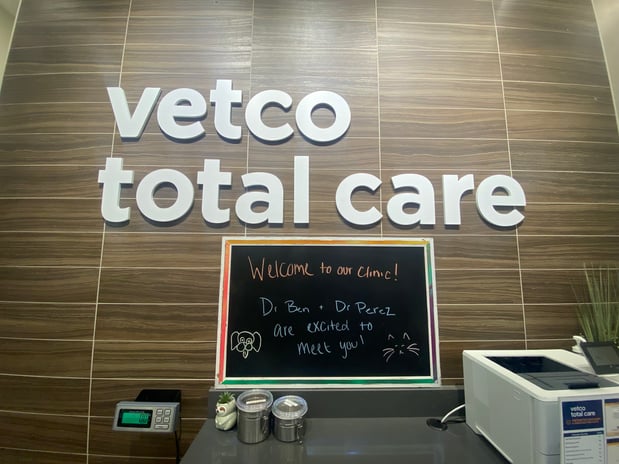 vetco
total care
Welcome to our Clinic!
Dr Ben + Dr Perez
are excited to
meet you!
vetco
total care